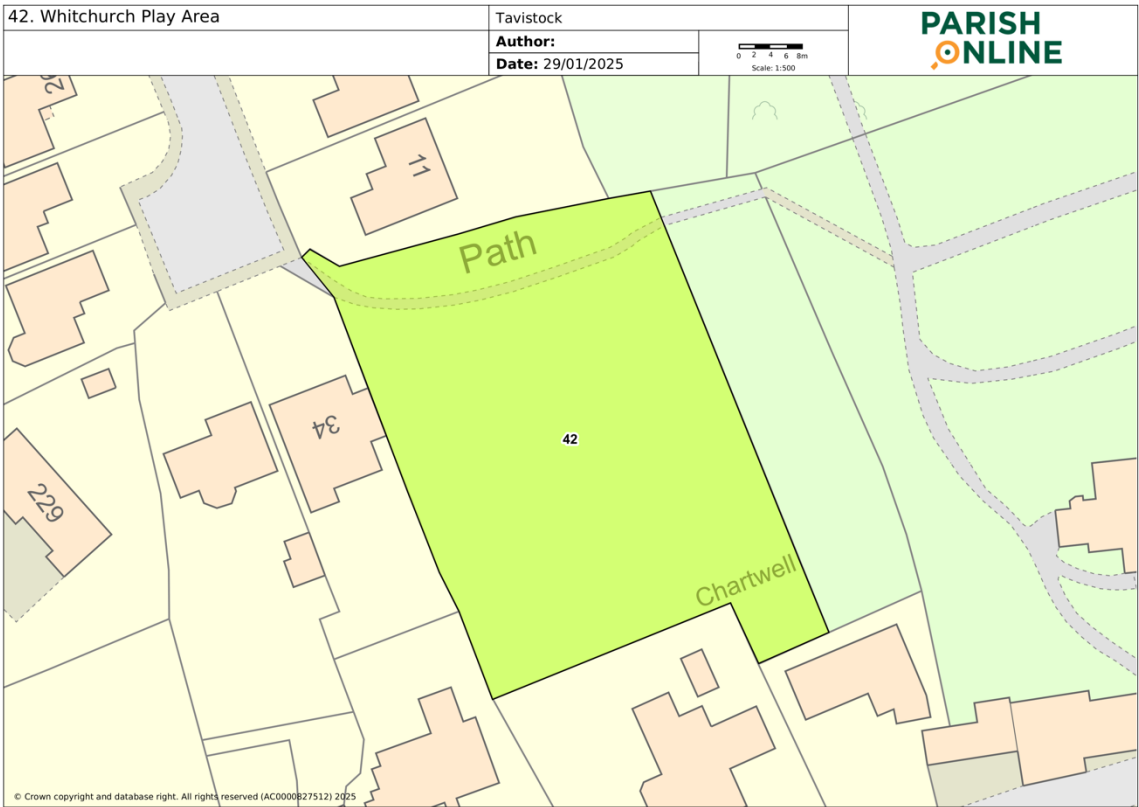 42. Whitchurch Play Area
Tavistock
Author:
Date: 29/01/2025
0 2 4 6 8m
Scale: 1:500
PARISH
ONLINE
11
Path
34
42
229
Chartwell
© Crown copyright and database right. All rights reserved (AC0000827512) 2025